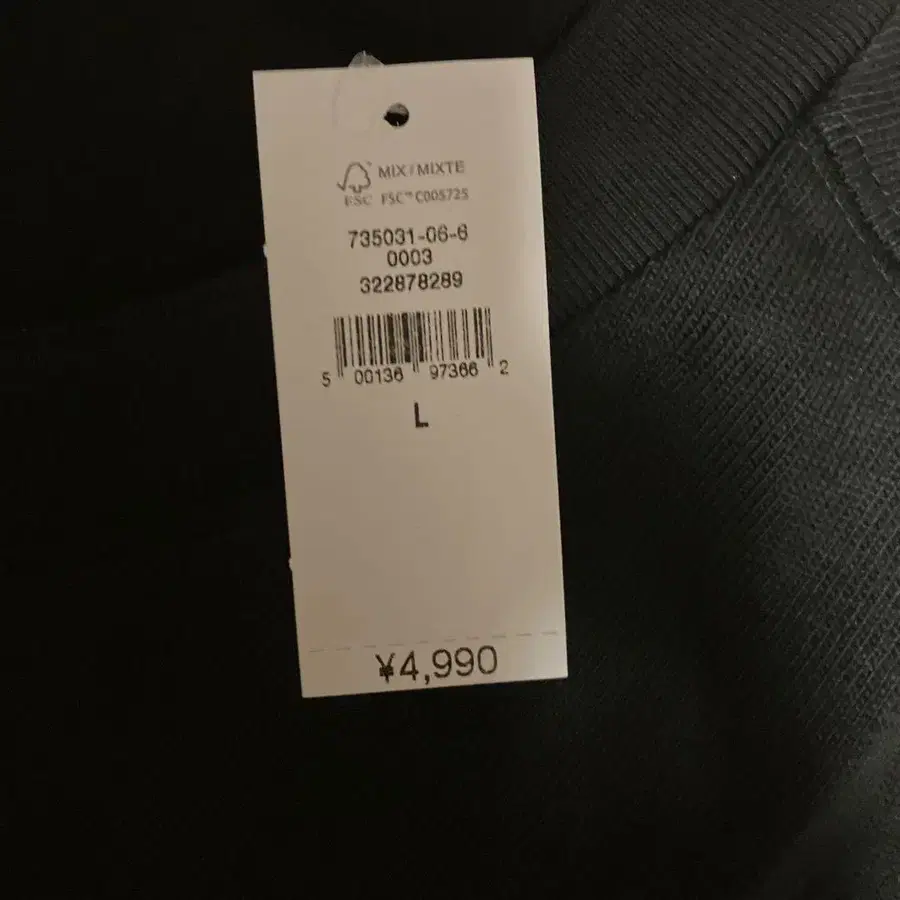 MIX / MIXTE
FSC FSC™ C005725
735031-06-6
0003
322878289
5 00136 97366 2
L
¥4,990